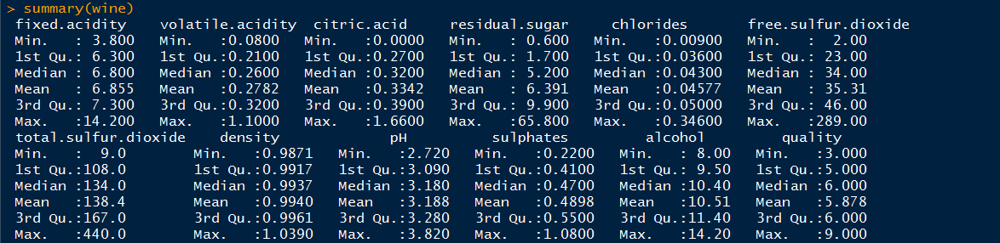 > summary(wine)
fixed.acidity volatile.acidity citric.acid residual.sugar chlorides free.sulfur.dioxide
Min. : 3.800 Min. :0.0800 Min. :0.0000 Min. : 0.600 Min. :0.00900 Min. : 2.00
1st Qu.: 6.300 1st Qu.:0.2100 1st Qu.:0.2700 1st Qu.: 1.700 1st Qu.:0.03600 1st Qu.: 23.00
Median : 6.800 Median :0.2600 Median :0.3200 Median : 5.200 Median :0.04300 Median : 34.00
Mean : 6.855 Mean :0.2782 Mean :0.3342 Mean : 6.391 Mean :0.04577 Mean : 35.31
3rd Qu.: 7.300 3rd Qu.:0.3200 3rd Qu.:0.3900 3rd Qu.: 9.900 3rd Qu.:0.05000 3rd Qu.: 46.00
Max. :14.200 Max. :1.1000 Max. :1.6600 Max. :65.800 Max. :0.34600 Max. :289.00
total.sulfur.dioxide density pH sulphates alcohol quality
Min. : 9.0 Min. :0.9871 Min. :2.720 Min. :0.2200 Min. : 8.00 Min. :3.000
1st Qu.:108.0 1st Qu.:0.9917 1st Qu.:3.090 1st Qu.:0.4100 1st Qu.: 9.50 1st Qu.:5.000
Median :134.0 Median :0.9937 Median :3.180 Median :0.4700 Median :10.40 Median :6.000
Mean :138.4 Mean :0.9940 Mean :3.188 Mean :0.4898 Mean :10.51 Mean :5.878
3rd Qu.:167.0 3rd Qu.:0.9961 3rd Qu.:3.280 3rd Qu.:0.5500 3rd Qu.:11.40 3rd Qu.:6.000
Max. :440.0 Max. :1.0390 Max. :3.820 Max. :1.0800 Max. :14.20 Max. :9.000